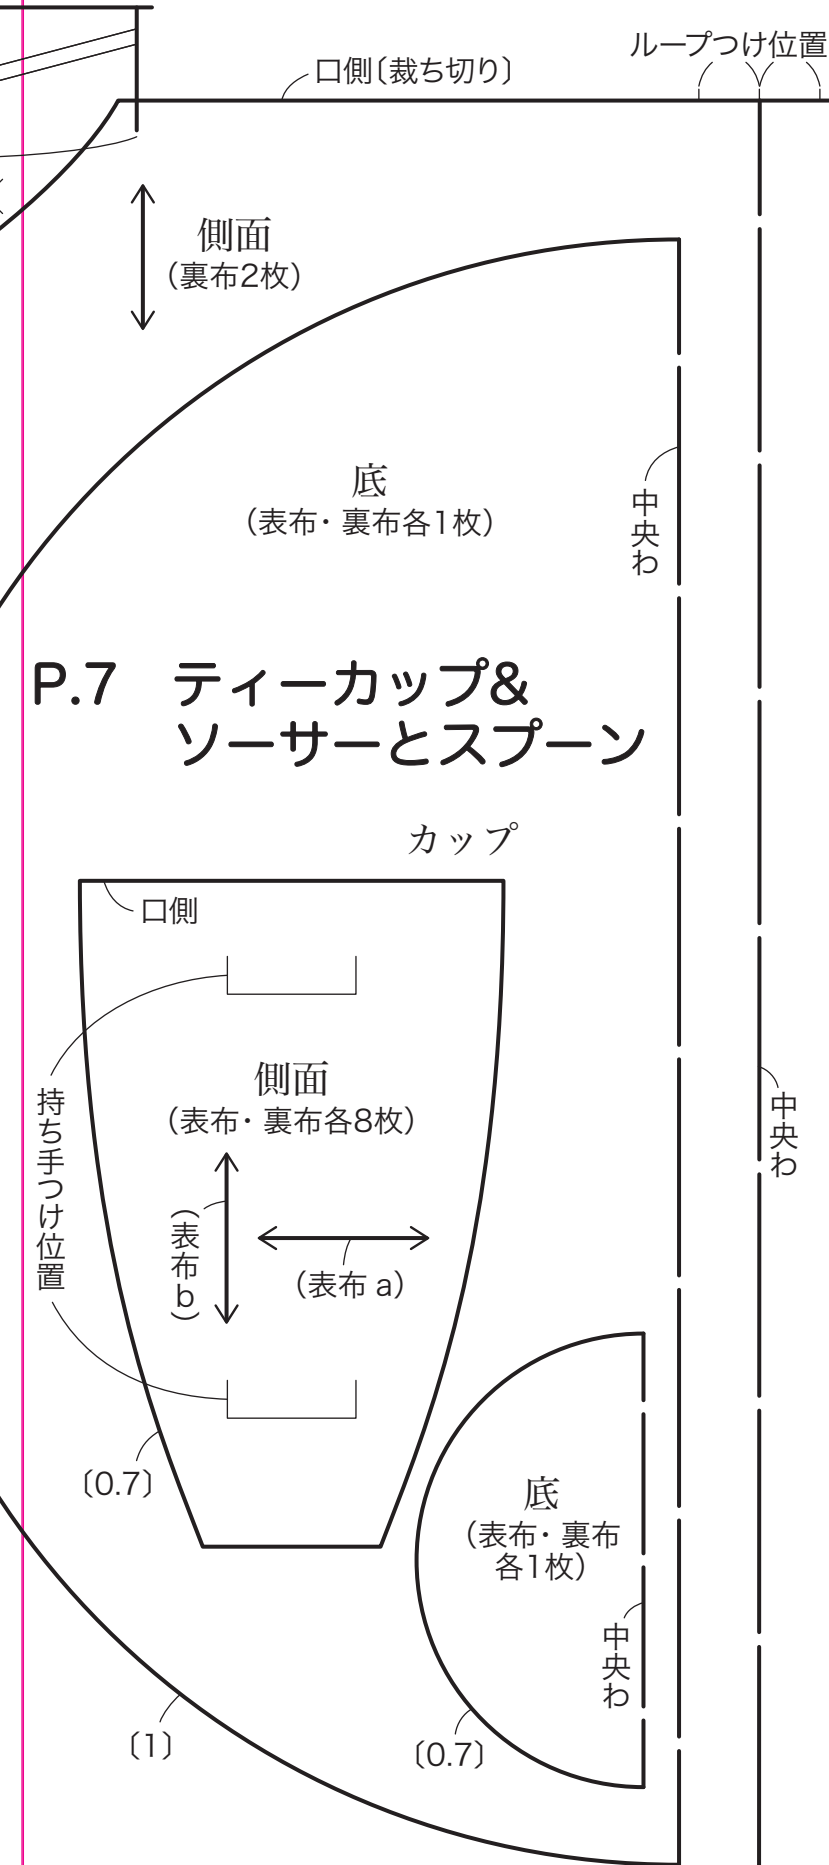 ループつけ位置
口側〔裁ち切り〕
側面
(裏布2枚)
底
(表布・裏布各1枚)
中央わ
P.7 ティーカップ&
ソーサーとスプーン
カップ
口側
側面
(表布・裏布各8枚)
持ち手つけ位置
中央わ
(表布b)
(表布 a)
〔0.7〕
底
(表布・裏布
各1枚)
中央わ
〔1〕
〔0.7〕